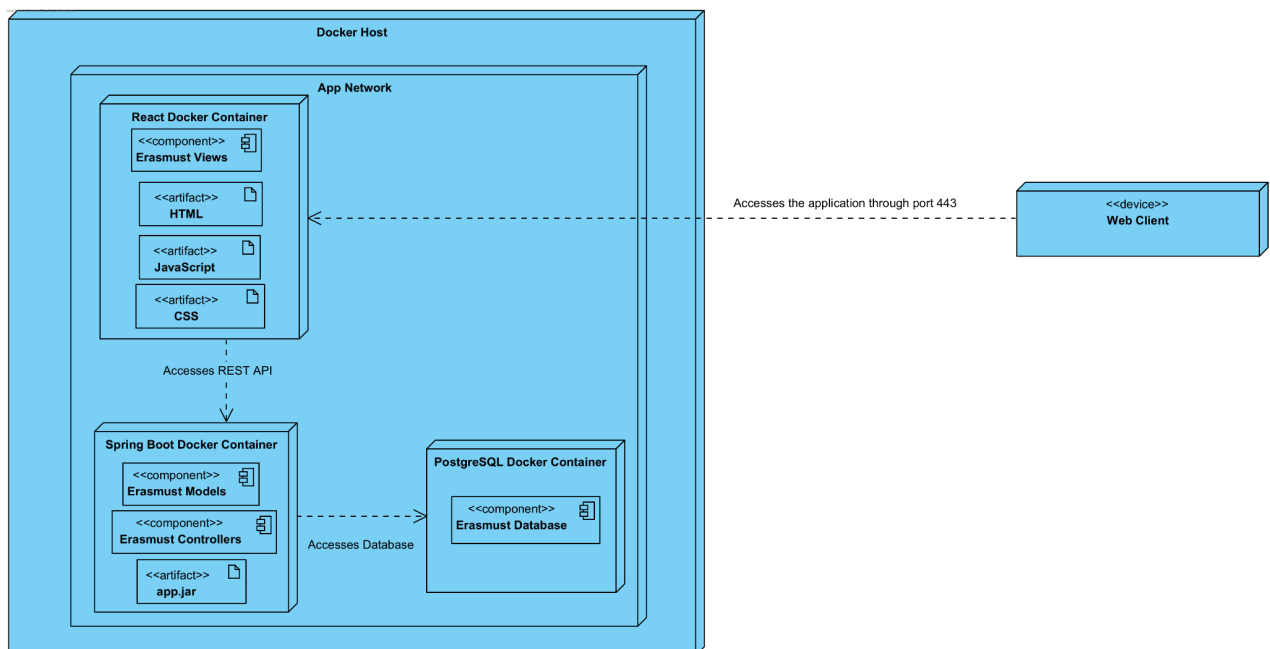 Docker Host
App Network
React Docker Container
<<component>>
Erasmust Views
<<artifact>>
HTML
<<artifact>>
JavaScript
<<artifact>>
CSS
Accesses the application through port 443
<<device>>
Web Client
Accesses REST API
Spring Boot Docker Container
<<component>>
Erasmust Models
<<component>>
Erasmust Controllers
<<artifact>>
app.jar
Accesses Database
PostgreSQL Docker Container
<<component>>
Erasmust Database